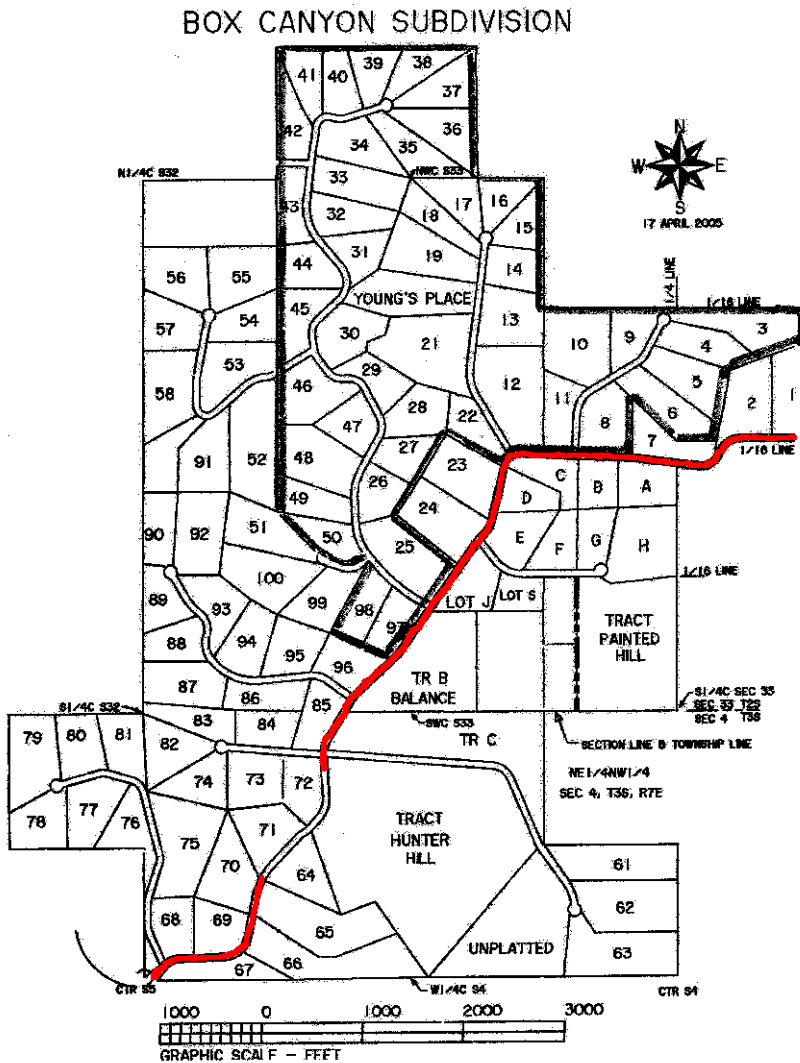 BOX CANYON SUBDIVISION
41 40 39 38
37
42 34 35 36
N
W E
S
N1/4C S32
33 NWC S33
43 32 18 17 16
15
17 APRIL 2005
44 31 19 14
56 55
1/4 LINE
YOUNG'S PLACE
1/16 LINE
57 54 45 30 13 3
10 9 4
53 21
58 46 29 12 5
11 8 6 2 1
28 22
47
7
27
1/16 LINE
91 52 48 23
C
26 D B A
49 24
90 92 51 50 E
25 F G H
100
1/16 LINE
89 93 99 98 LOT J LOT S
97
TRACT
PAINTED
HILL
88 94 95
96
TR B
BALANCE
87 86 85
S1/4C SEC 33
SEC 33 T2S
SEC 4 T3S
S1/4C S32
SWC S33
83 84
79 80 81 82
TR C
SECTION LINE & TOWNSHIP LINE
NE1/4NW1/4
SEC 4, T3S, R7E
74 73 72
78 77 76 75 71
TRACT
HUNTER
HILL
70 64
61
62
68 69 65
UNPLATTED
63
67 66
CTR S5
W1/4C S4
CTR S4
1000 0 1000 2000 3000
GRAPHIC SCALE - FEET